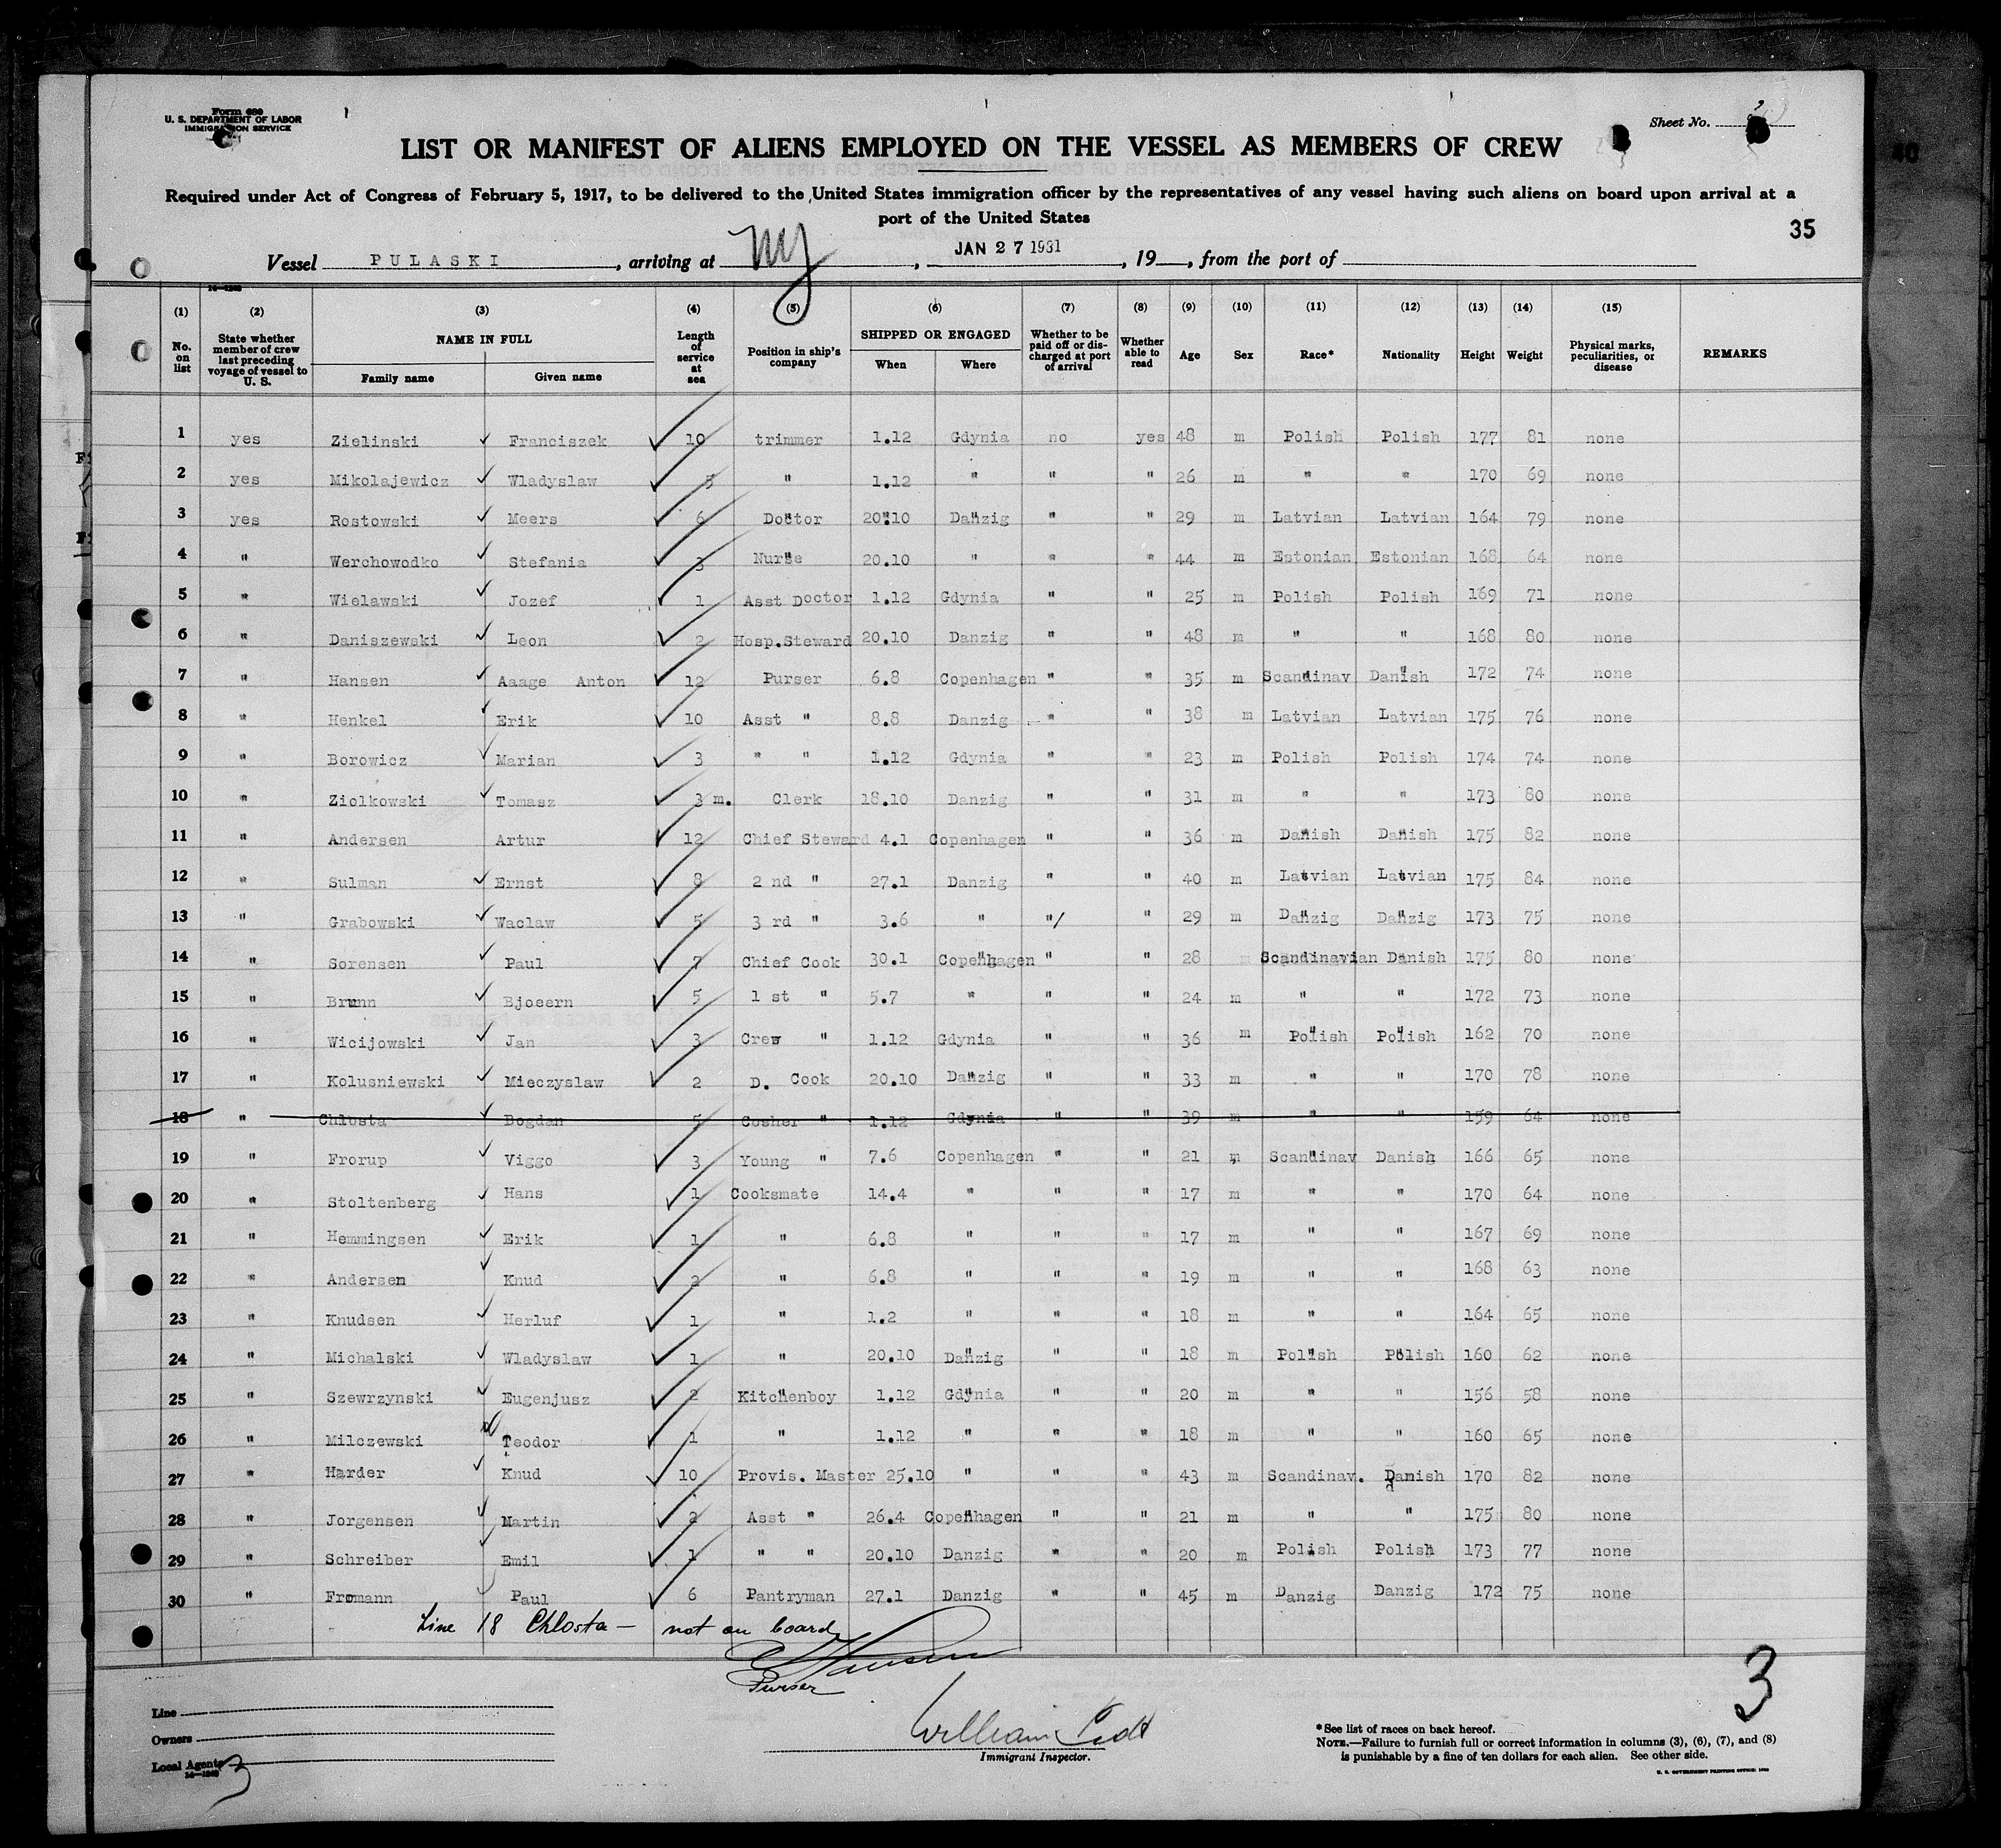 Form 680
U. S. DEPARTMENT OF LABOR
IMMIGRATION SERVICE
Sheet No.
LIST OR MANIFEST OF ALIENS EMPLOYED ON THE VESSEL AS MEMBERS OF CREW
Required under Act of Congress of February 5, 1917, to be delivered to the United States immigration officer by the representatives of any vessel having such aliens on board upon arrival at a
port of the United States
35
Vessel PULASKI, arriving at NY, JAN 27 1931, 19 , from the port of
(1) (2) (3) (4) (5) (6) (7) (8) (9) (10) (11) (12) (13) (14) (15)
No. on list | State whether member of crew last preceding voyage of vessel to U. S. | NAME IN FULL Family name Given name | Length of service at sea | Position in ship's company | SHIPPED OR ENGAGED When Where | Whether to be paid off or discharged at port of arrival | Whether able to read | Age | Sex | Race* | Nationality | Height | Weight | Physical marks, peculiarities, or disease | REMARKS
1 yes Zielinski Franciszek 10 trimmer 1.12 Gdynia no yes 48 m Polish Polish 177 81 none
2 yes Mikolajewicz Wladyslaw 5 " 1.12 " " " 26 m " " 170 69 none
3 yes Rostowski Meers 6 Doctor 20.10 Danzig " " 29 m Latvian Latvian 164 79 none
4 " Werchowodko Stefania 3 Nurse 20.10 " " " 44 m Estonian Estonian 168 64 none
5 " Wielawski Jozef 1 Asst Doctor 1.12 Gdynia " " 25 m Polish Polish 169 71 none
6 " Daniszewski Leon 2 Hosp.Steward 20.10 Danzig " " 48 m " " 168 80 none
7 " Hansen Aaage Anton 12 Purser 6.8 Copenhagen " " 35 m Scandinav Danish 172 74 none
8 " Henkel Erik 10 Asst " 8.8 Danzig " " 38 m Latvian Latvian 175 76 none
9 " Borowicz Marian 3 " " 1.12 Gdynia " " 23 m Polish Polish 174 74 none
10 " Ziolkowski Tomasz 3 m. Clerk 18.10 Danzig " " 31 m " " 173 80 none
11 " Andersen Artur 12 Chief Steward 4.1 Copenhagen " " 36 m Danish Danish 175 82 none
12 " Sulman Ernst 8 2 nd " 27.1 Danzig " " 40 m Latvian Latvian 175 84 none
13 " Grabowski Waclaw 5 3 rd " 3.6 " "/ " 29 m Danzig Danzig 173 75 none
14 " Sorensen Paul 7 Chief Cook 30.1 Copenhagen " " 28 m Scandinavian Danish 175 80 none
15 " Brunn Bjoeern 5 1 st " 5.7 " " " 24 m " " 172 73 none
16 " Wicijowski Jan 3 Crew " 1.12 Gdynia " " 36 m Polish Polish 162 70 none
17 " Kolusniewski Mieczyslaw 2 D. Cook 20.10 Danzig " " 33 m " " 170 78 none
18 " Chlosta Bogdan 5 Cosher " 1.12 Gdynia " " 39 m " " 159 64 none
19 " Frorup Viggo 3 Young " 7.6 Copenhagen " " 21 m Scandinav Danish 166 65 none
20 " Stoltenberg Hans 1 Cooksmate 14.4 " " " 17 m " " 170 64 none
21 " Hemmingsen Erik 1 " 6.8 " " " 17 m " " 167 69 none
22 " Andersen Knud 2 " 6.8 " " " 19 m " " 168 63 none
23 " Knudsen Herluf 1 " 1.2 " " " 18 m " " 164 65 none
24 " Michalski Wladyslaw 1 " 20.10 Danzig " " 18 m Polish Polish 160 62 none
25 " Szewrzynski Eugenjusz 2 Kitchenboy 1.12 Gdynia " " 20 m " " 156 58 none
26 " Milczewski Teodor 1 " 1.12 " " " 18 m " " 160 65 none
27 " Harder Knud 10 Provis. Master 25.10 " " " 43 m Scandinav. Danish 170 82 none
28 " Jorgensen Martin 2 Asst " 26.4 Copenhagen " " 21 m " " 175 80 none
29 " Schreiber Emil 1 " " 20.10 Danzig " " 20 m Polish Polish 173 77 none
30 " Fromann Paul 6 Pantryman 27.1 Danzig " " 45 m Danzig Danzig 172 75 none
Line 18 Chlosta — not on board
Hansen
Purser
3
Line
Owners
Local Agents
14—1240
3
William
Immigrant Inspector.
*See list of races on back hereof.
NOTE.—Failure to furnish full or correct information in columns (3), (6), (7), and (8)
is punishable by a fine of ten dollars for each alien. See other side.
U. S. GOVERNMENT PRINTING OFFICE: